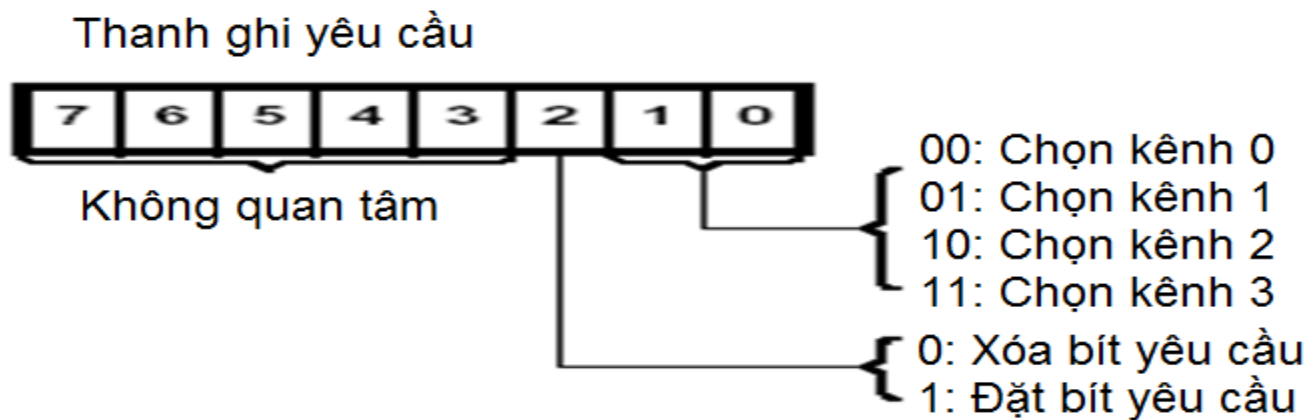 Thanh ghi yêu cầu
7 6 5 4 3 2 1 0
Không quan tâm
00: Chọn kênh 0
01: Chọn kênh 1
10: Chọn kênh 2
11: Chọn kênh 3
0: Xóa bít yêu cầu
1: Đặt bít yêu cầu